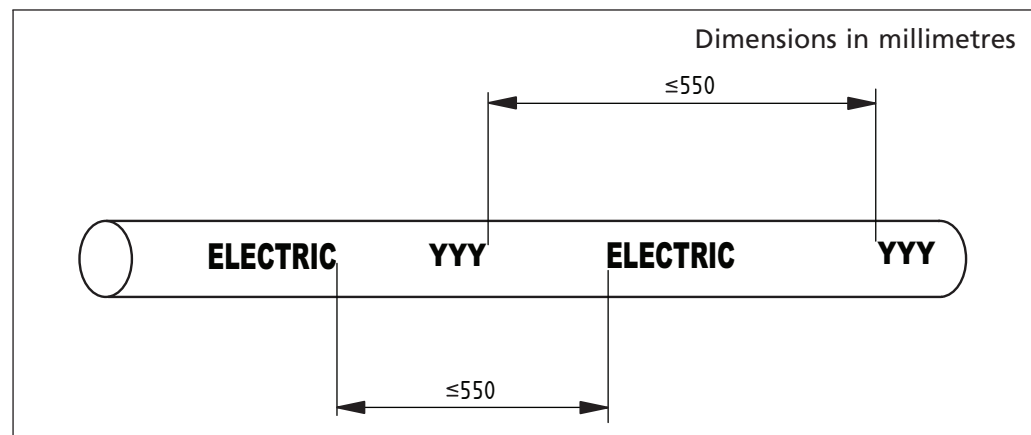 Dimensions in millimetres
≤550
ELECTRIC YYY ELECTRIC YYY
≤550